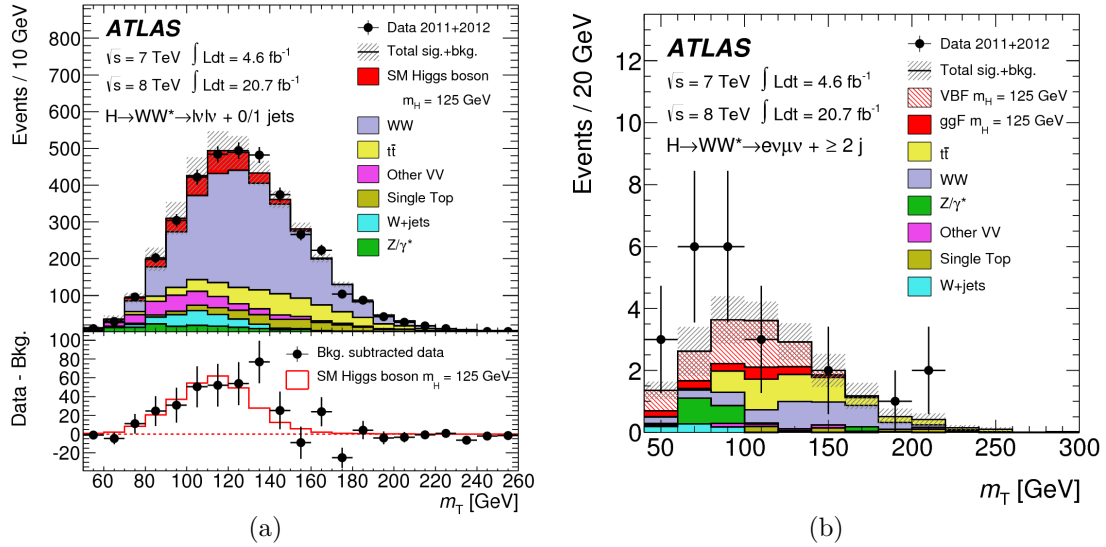 ATLAS
√s = 7 TeV ∫ Ldt = 4.6 fb⁻¹
√s = 8 TeV ∫ Ldt = 20.7 fb⁻¹
H→WW*→lνlν + 0/1 jets
Data 2011+2012
Total sig.+bkg.
SM Higgs boson
m_H = 125 GeV
WW
tt̄
Other VV
Single Top
W+jets
Z/γ*
Events / 10 GeV
800
700
600
500
400
300
200
100
Bkg. subtracted data
SM Higgs boson m_H = 125 GeV
Data - Bkg.
100
80
60
40
20
0
-20
60 80 100 120 140 160 180 200 220 240 260
m_T [GeV]
(a)
ATLAS
√s = 7 TeV ∫ Ldt = 4.6 fb⁻¹
√s = 8 TeV ∫ Ldt = 20.7 fb⁻¹
H→WW*→eνμν + ≥ 2 j
Data 2011+2012
Total sig.+bkg.
VBF m_H = 125 GeV
ggF m_H = 125 GeV
tt̄
WW
Z/γ*
Other VV
Single Top
W+jets
Events / 20 GeV
12
10
8
6
4
2
0
50 100 150 200 250 300
m_T [GeV]
(b)